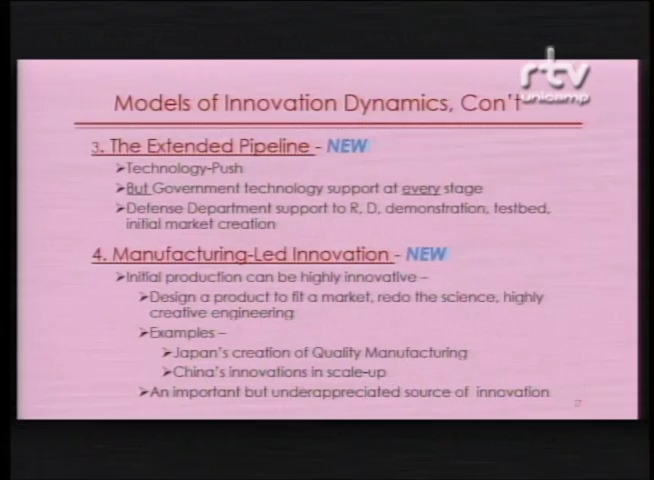 rtv
unicamp
Models of Innovation Dynamics, Con't
3. The Extended Pipeline - NEW
➢Technology-Push
➢But Government technology support at every stage
➢Defense Department support to R, D, demonstration, testbed,
initial market creation
4. Manufacturing-Led Innovation - NEW
➢Initial production can be highly innovative –
➢Design a product to fit a market, redo the science, highly
creative engineering
➢Examples –
➢Japan's creation of Quality Manufacturing
➢China's innovations in scale-up
➢An important but underappreciated source of innovation